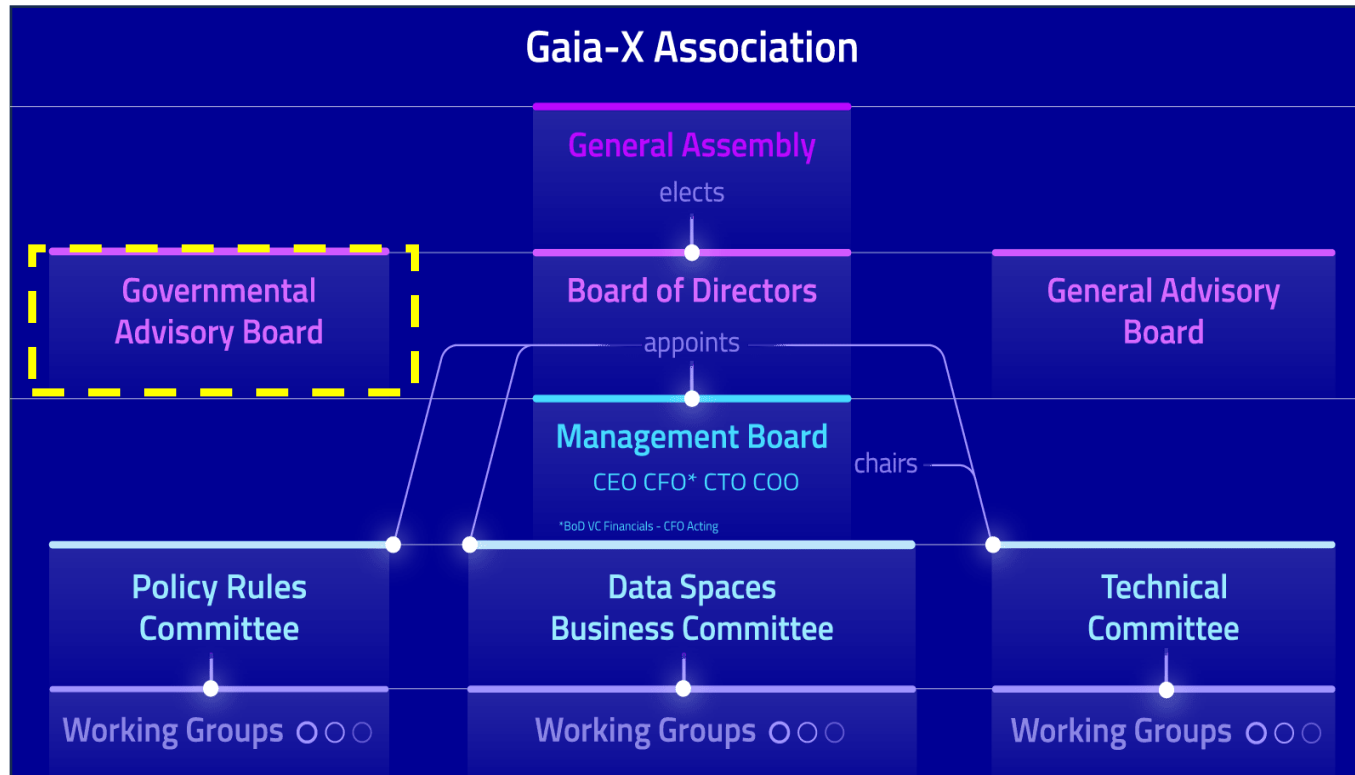 Gaia-X Association
General Assembly
elects
Governmental
Advisory Board
Board of Directors
appoints
General Advisory
Board
Management Board
CEO CFO* CTO COO
*BoD VC Financials - CFO Acting
chairs
Policy Rules
Committee
Data Spaces
Business Committee
Technical
Committee
Working Groups
Working Groups
Working Groups